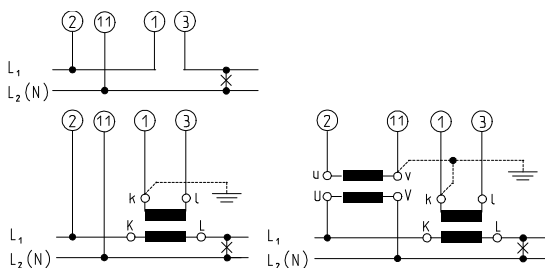 2 11 1 3
L₁
L₂(N)
2 11 1 3
k l
K L
L₁
L₂(N)
2 11 1 3
u v
U V
k l
K L
L₁
L₂(N)